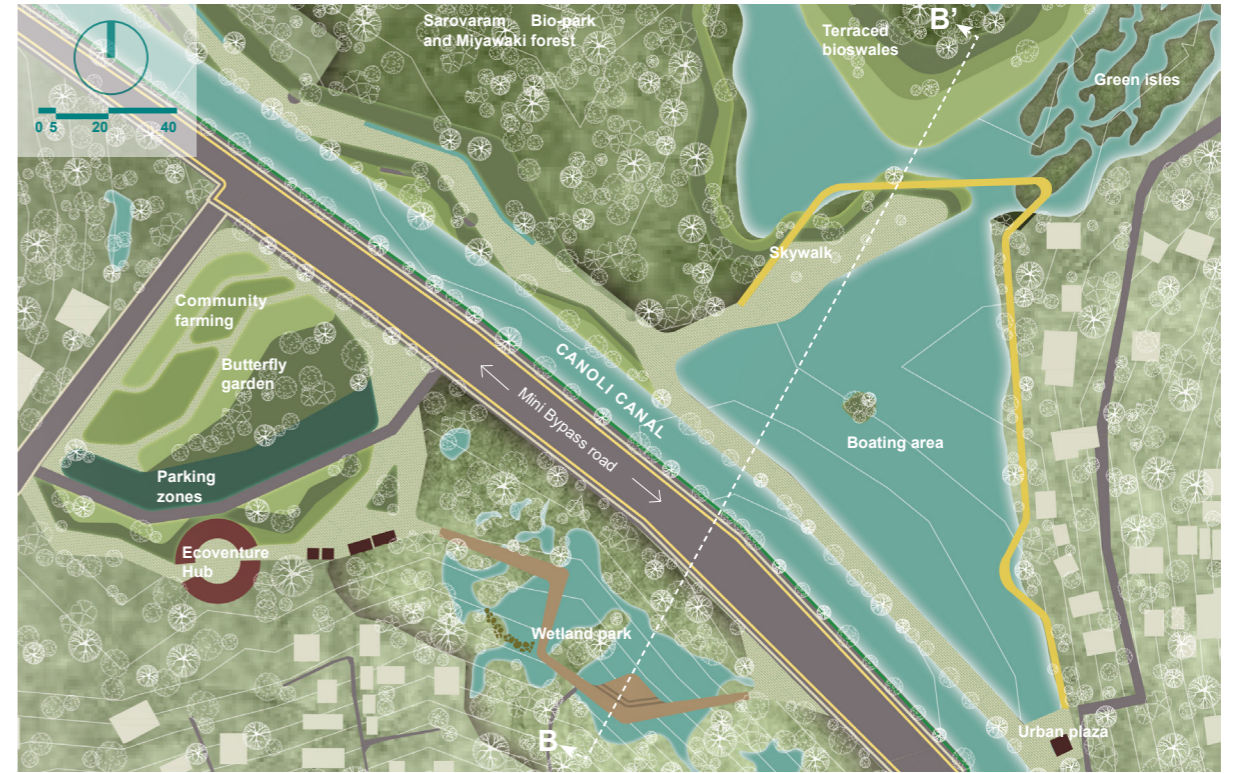 Sarovaram Bio-park
and Miyawaki forest
B’
Terraced
bioswales
Green isles
0 5 20 40
Skywalk
Community
farming
Butterfly
garden
CANOLI CANAL
Mini Bypass road
Boating area
Parking
zones
Ecoventure
Hub
Wetland park
B
Urban plaza